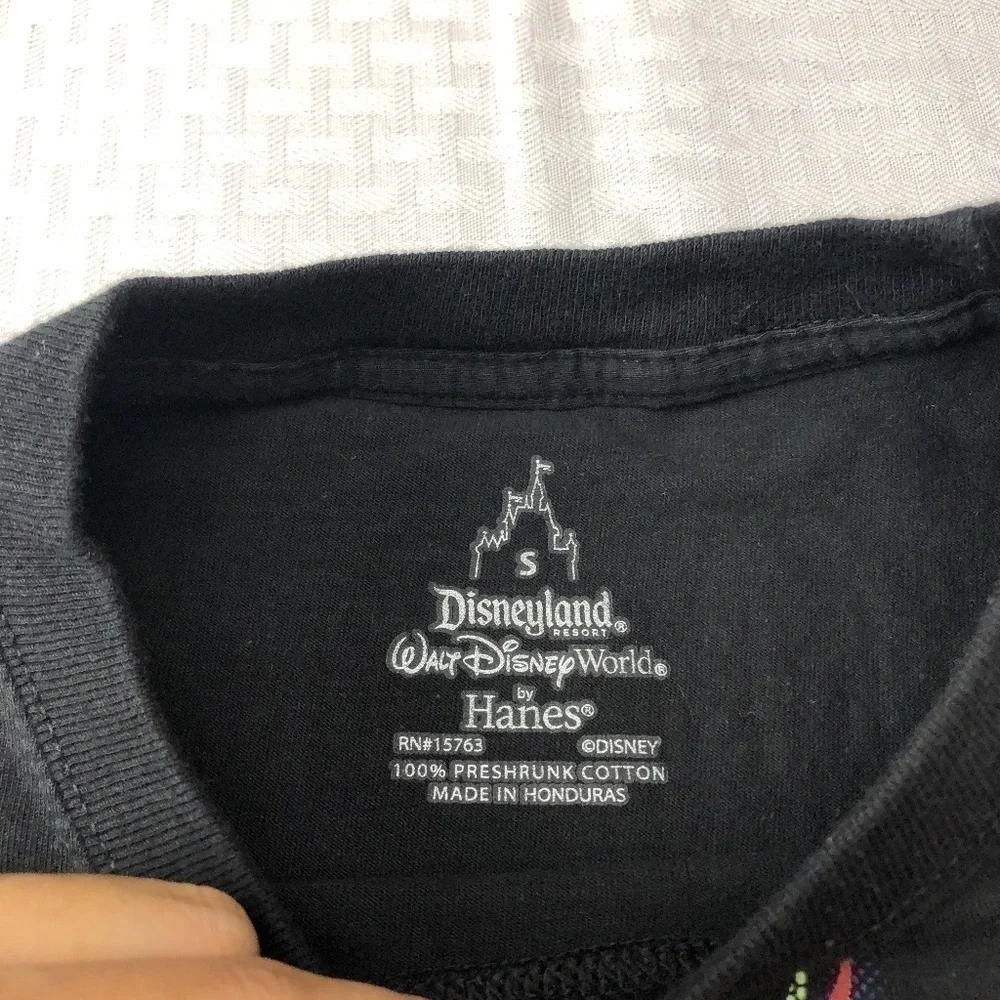 S
Disneyland®
RESORT
WALT DISNEY World®
by
Hanes®
RN#15763 ©DISNEY
100% PRESHRUNK COTTON
MADE IN HONDURAS